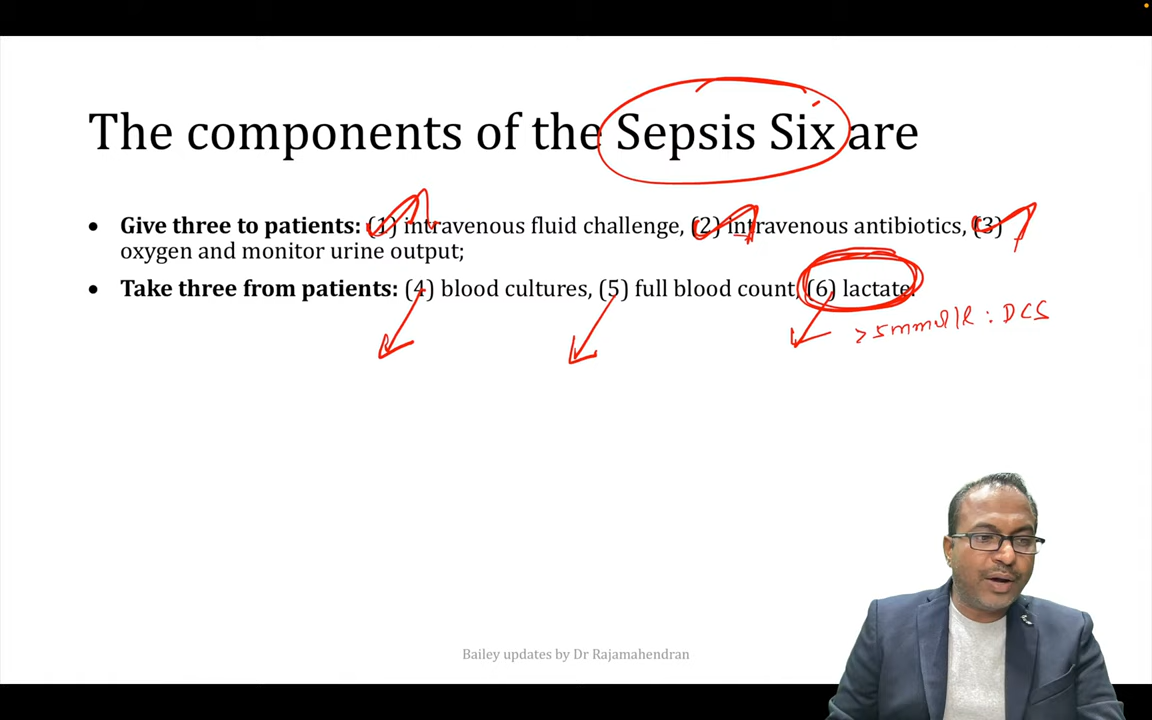 The components of the Sepsis Six are
• Give three to patients: (1) intravenous fluid challenge, (2) intravenous antibiotics, (3)
oxygen and monitor urine output;
• Take three from patients: (4) blood cultures, (5) full blood count, (6) lactate.
>5mmol/l : DCS
Bailey updates by Dr Rajamahendran